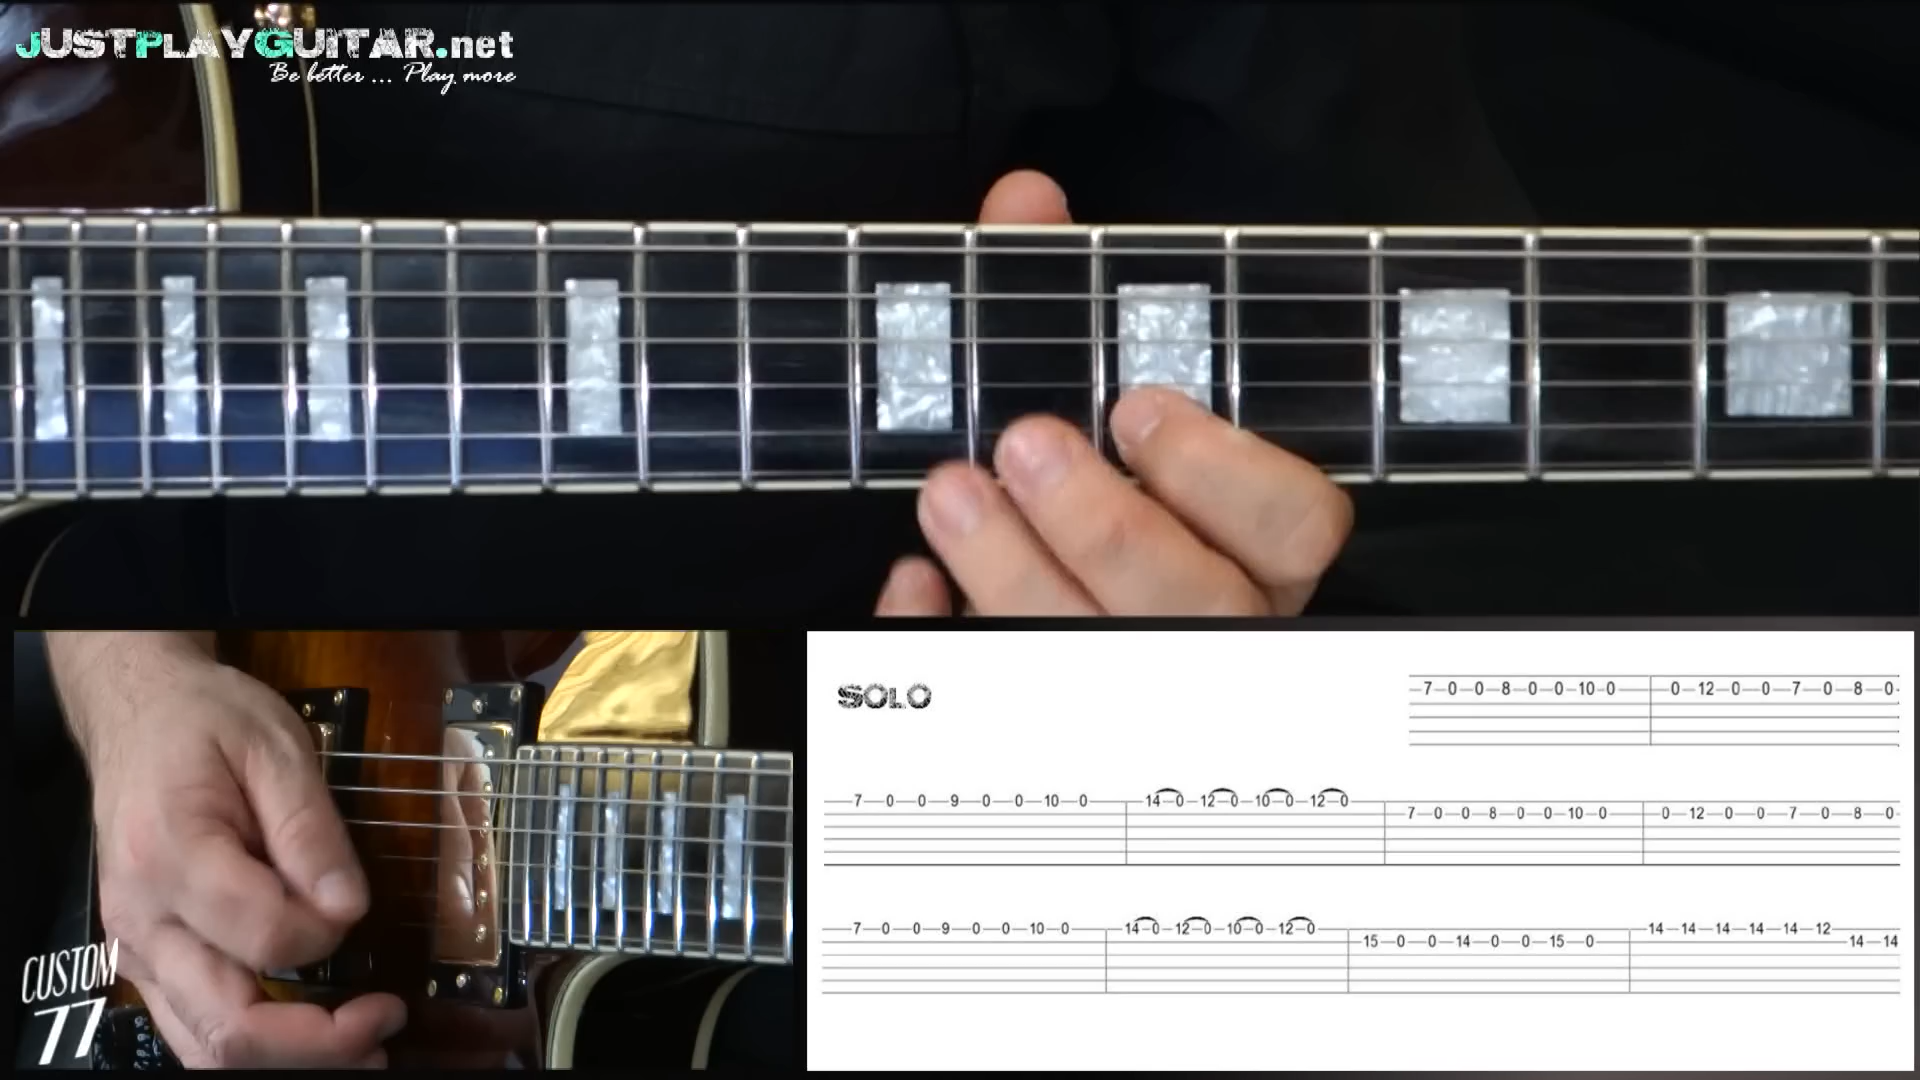 JUSTPLAYGUITAR.net
Be better ... Play more
SOLO
7 0 0 8 0 0 10 0 0 12 0 0 7 0 8 0
7 0 0 9 0 0 10 0 14 0 12 0 10 0 12 0 7 0 0 8 0 0 10 0 0 12 0 0 7 0 8 0
7 0 0 9 0 0 10 0 14 0 12 0 10 0 12 0 15 0 0 14 0 0 15 0 14 14 14 14 14 12 14 14
CUSTOM
77